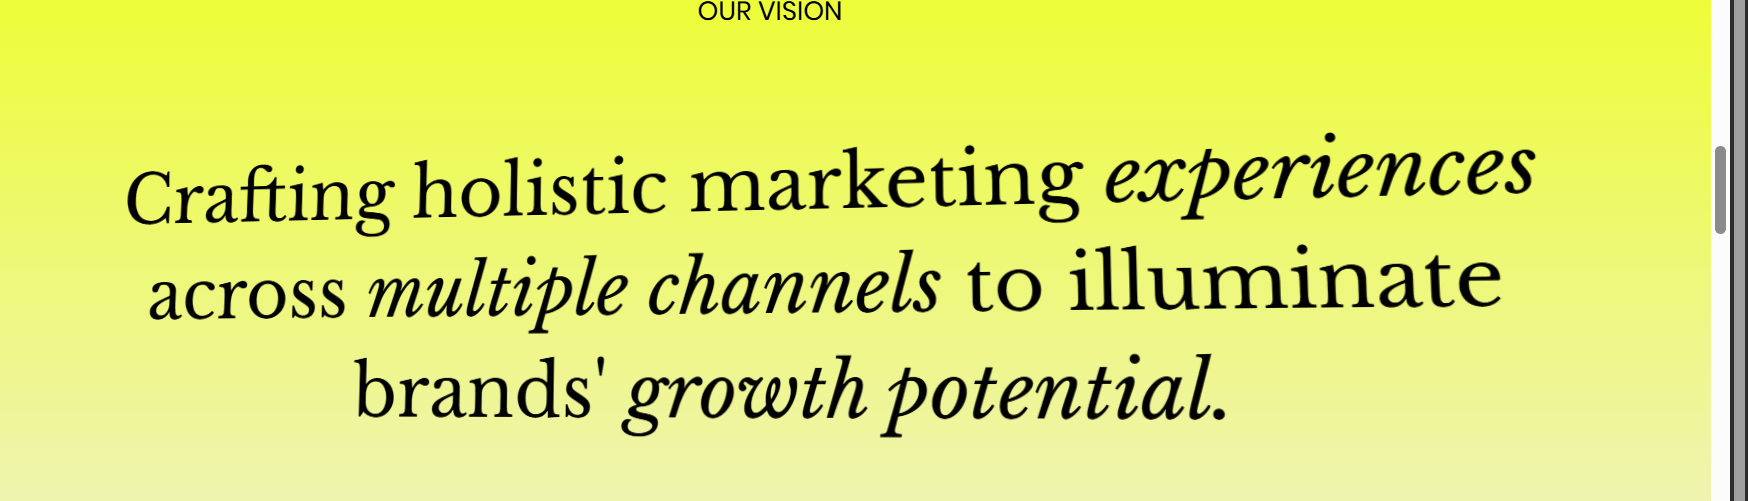 OUR VISION
Crafting holistic marketing experiences
across multiple channels to illuminate
brands' growth potential.